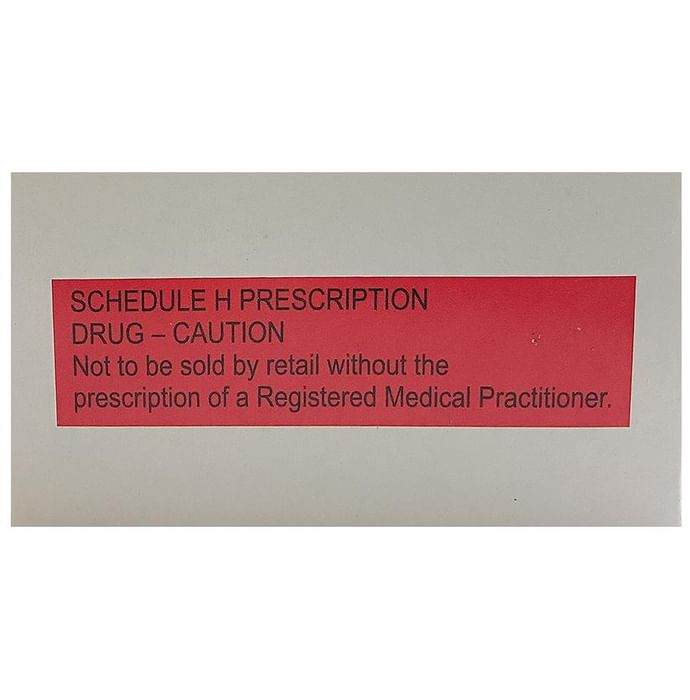 SCHEDULE H PRESCRIPTION
DRUG – CAUTION
Not to be sold by retail without the
prescription of a Registered Medical Practitioner.